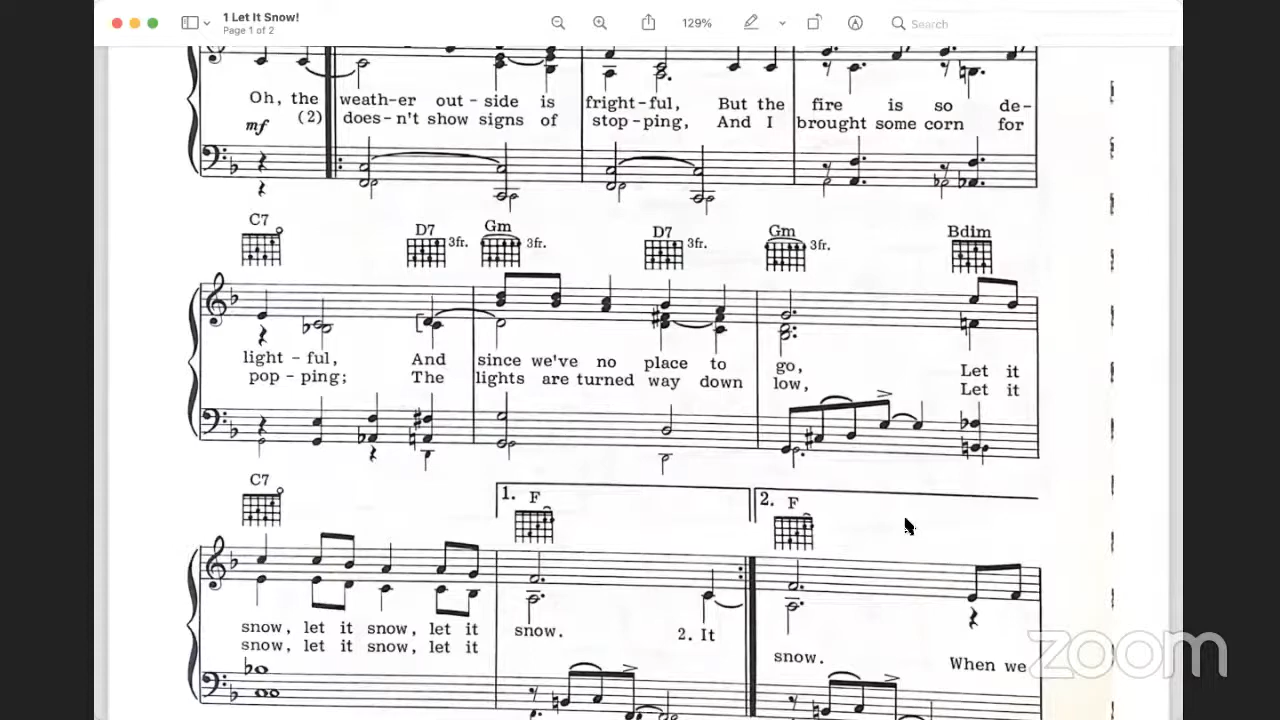 1 Let It Snow!
Page 1 of 2
129%
Search
Oh, the weath-er out-side is fright-ful, But the fire is so de-
mf (2) does-n't show signs of stop-ping, And I brought some corn for
C7 D7 3fr. Gm 3fr. D7 3fr. Gm 3fr. Bdim
light - ful, And since we've no place to go, Let it
pop - ping; The lights are turned way down low, Let it
C7 1. F 2. F
snow, let it snow, let it snow. 2. It
snow, let it snow, let it snow. When we
zoom